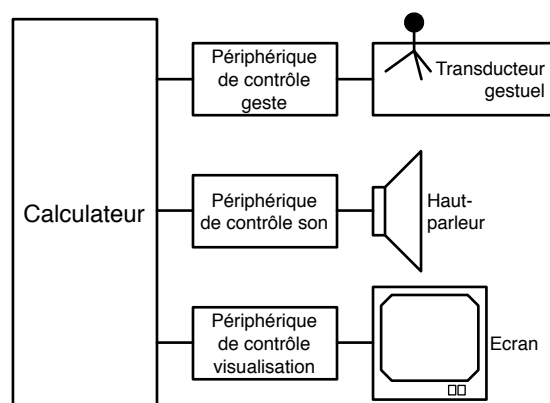 Calculateur
Périphérique
de contrôle
geste
Transducteur
gestuel
Périphérique
de contrôle son
Haut-
parleur
Périphérique
de contrôle
visualisation
Ecran